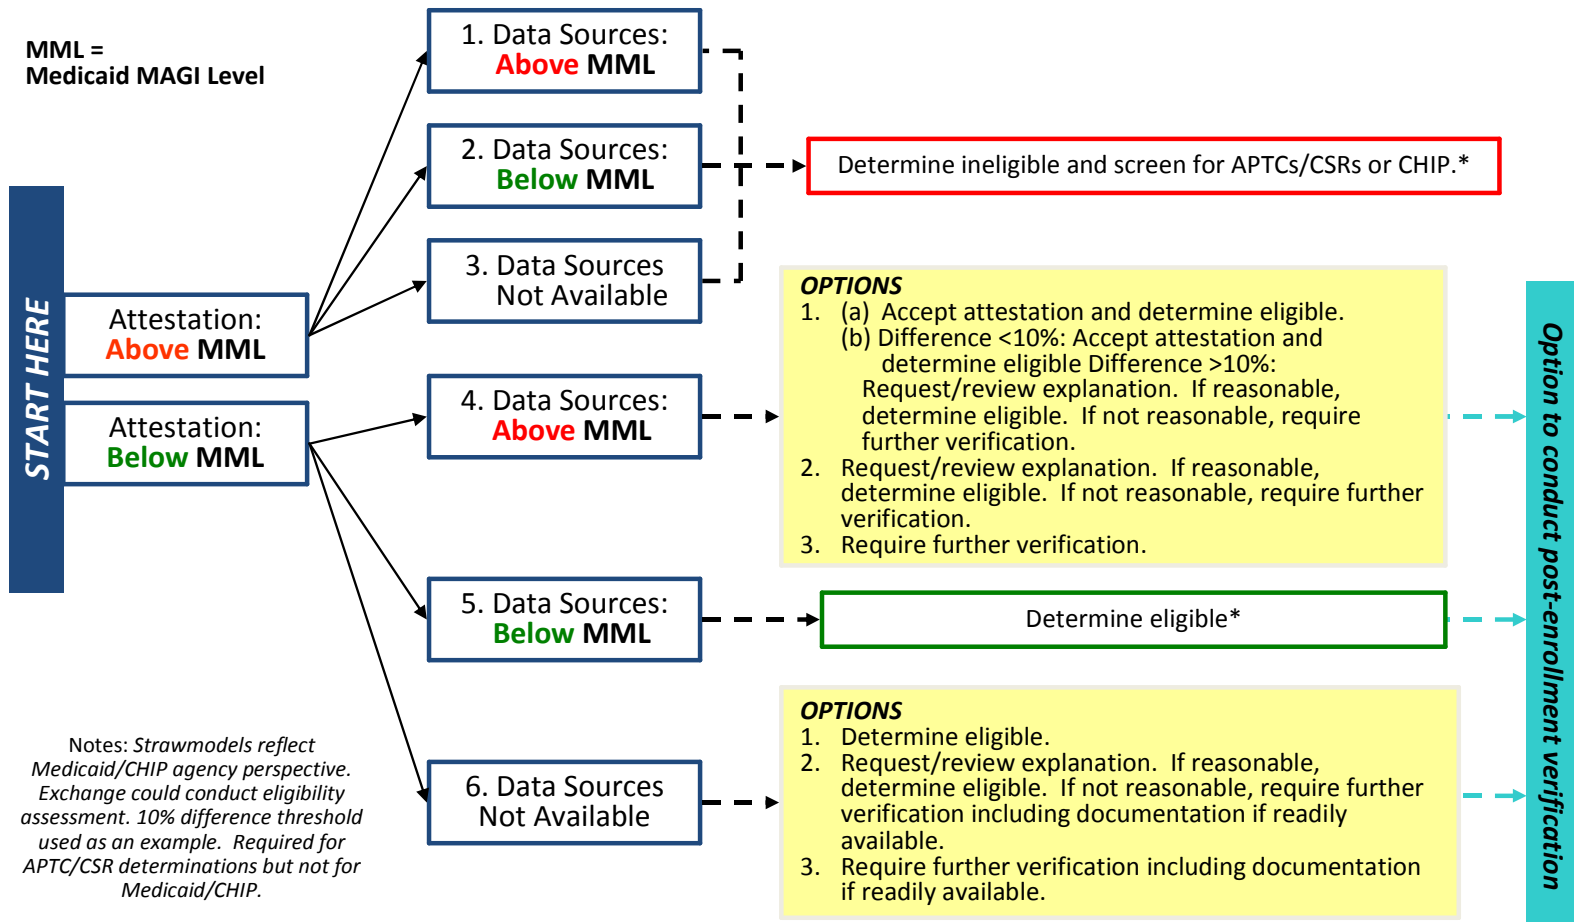 MML =
Medicaid MAGI Level
START HERE
Attestation:
Above MML
Attestation:
Below MML
1. Data Sources:
Above MML
2. Data Sources:
Below MML
3. Data Sources
Not Available
4. Data Sources:
Above MML
5. Data Sources:
Below MML
6. Data Sources
Not Available
Determine ineligible and screen for APTCs/CSRs or CHIP.*
OPTIONS
1. (a) Accept attestation and determine eligible.
(b) Difference <10%: Accept attestation and
determine eligible Difference >10%:
Request/review explanation. If reasonable,
determine eligible. If not reasonable, require
further verification.
2. Request/review explanation. If reasonable,
determine eligible. If not reasonable, require further
verification.
3. Require further verification.
Determine eligible*
OPTIONS
1. Determine eligible.
2. Request/review explanation. If reasonable,
determine eligible. If not reasonable, require further
verification including documentation if readily
available.
3. Require further verification including documentation
if readily available.
Option to conduct post-enrollment verification
Notes: Strawmodels reflect
Medicaid/CHIP agency perspective.
Exchange could conduct eligibility
assessment. 10% difference threshold
used as an example. Required for
APTC/CSR determinations but not for
Medicaid/CHIP.